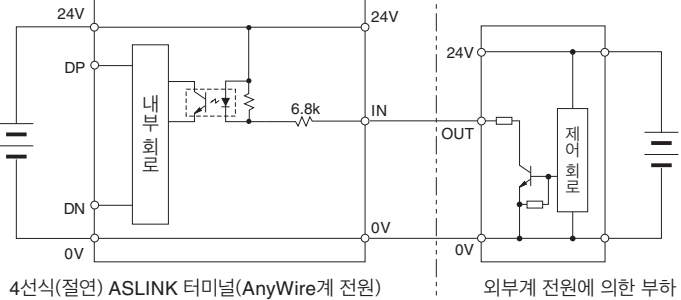 24V
24V
24V
DP
내부 회로
6.8k
IN
OUT
제어 회로
DN
0V
0V
0V
4선식(절연) ASLINK 터미널(AnyWire계 전원)
외부계 전원에 의한 부하